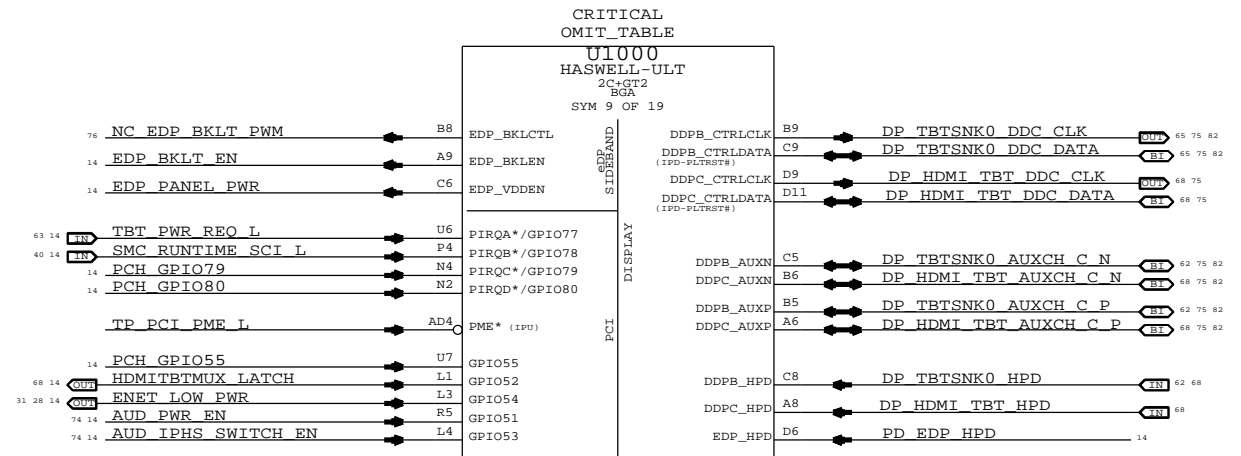 CRITICAL
OMIT_TABLE
U1000
HASWELL-ULT
2C+GT2
BGA
SYM 9 OF 19
76 NC_EDP_BKLT_PWM B8 EDP_BKLCTL
14 EDP_BKLT_EN A9 EDP_BKLEN
14 EDP_PANEL_PWR C6 EDP_VDDEN
eDP SIDEBAND
63 14 IN TBT_PWR_REQ_L U6 PIRQA*/GPIO77
40 14 IN SMC_RUNTIME_SCI_L P4 PIRQB*/GPIO78
14 PCH_GPIO79 N4 PIRQC*/GPIO79
14 PCH_GPIO80 N2 PIRQD*/GPIO80
TP_PCI_PME_L AD4 PME* (IPU)
14 PCH_GPIO55 U7 GPIO55
68 14 OUT HDMITBTMUX_LATCH L1 GPIO52
31 28 14 OUT ENET_LOW_PWR L3 GPIO54
74 14 AUD_PWR_EN R5 GPIO51
74 14 AUD_IPHS_SWITCH_EN L4 GPIO53
PCI
DISPLAY
DDPB_CTRLCLK B9 DP_TBTSNK0_DDC_CLK OUT 65 75 82
DDPB_CTRLDATA C9 DP_TBTSNK0_DDC_DATA BI 65 75 82
(IPD-PLTRST#)
DDPC_CTRLCLK D9 DP_HDMI_TBT_DDC_CLK OUT 68 75
DDPC_CTRLDATA D11 DP_HDMI_TBT_DDC_DATA BI 68 75
(IPD-PLTRST#)
DDPB_AUXN C5 DP_TBTSNK0_AUXCH_C_N BI 62 75 82
DDPC_AUXN B6 DP_HDMI_TBT_AUXCH_C_N BI 68 75 82
DDPB_AUXP B5 DP_TBTSNK0_AUXCH_C_P BI 62 75 82
DDPC_AUXP A6 DP_HDMI_TBT_AUXCH_C_P BI 68 75 82
DDPB_HPD C8 DP_TBTSNK0_HPD IN 62 68
DDPC_HPD A8 DP_HDMI_TBT_HPD IN 68
EDP_HPD D6 PD_EDP_HPD 14